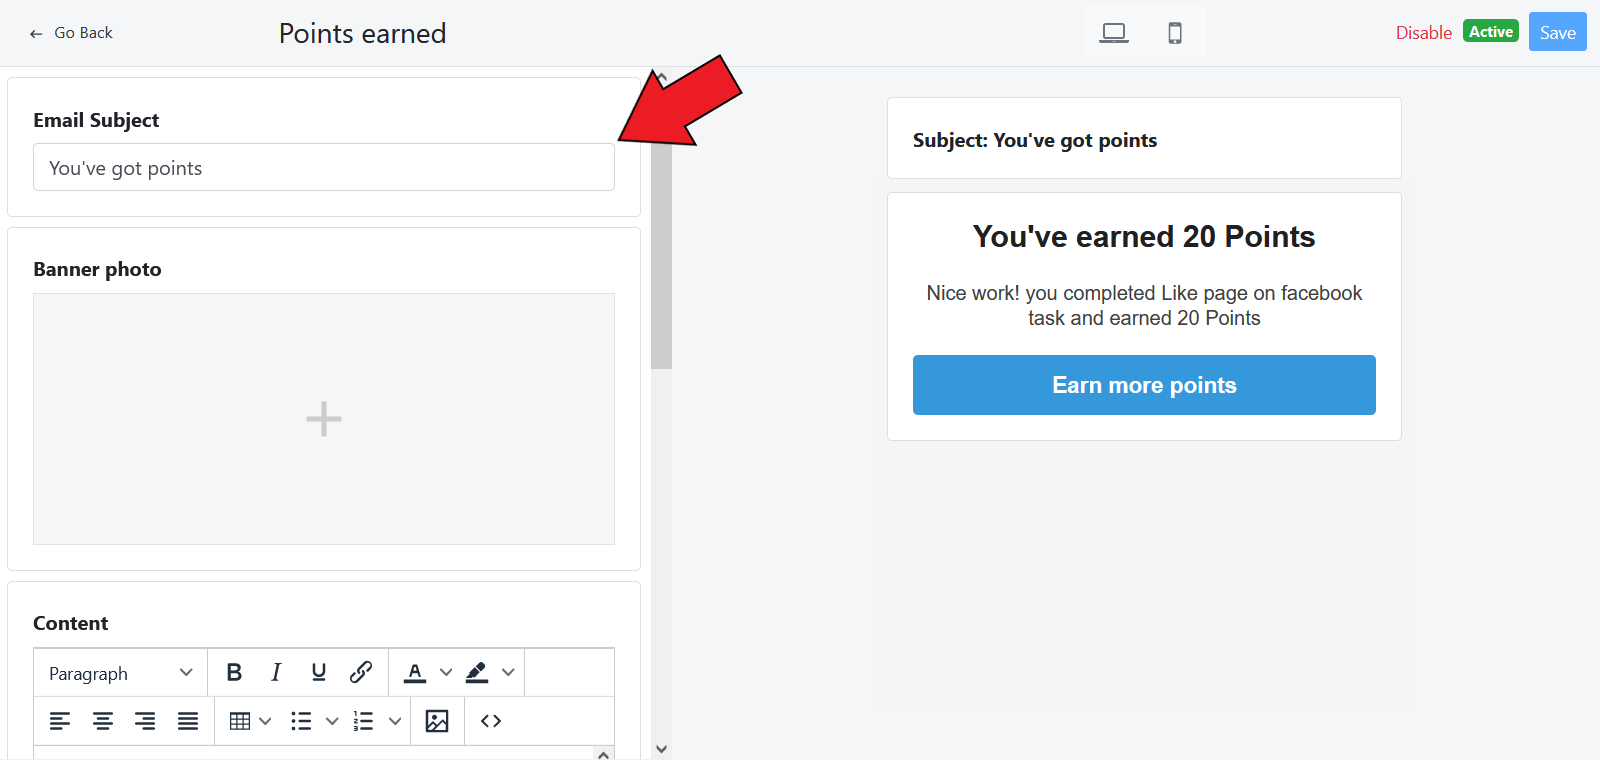 Go Back
Points earned
Disable
Active
Save
Email Subject
You've got points
Banner photo
Content
Paragraph
B I U A
Subject: You've got points
You've earned 20 Points
Nice work! you completed Like page on facebook
task and earned 20 Points
Earn more points